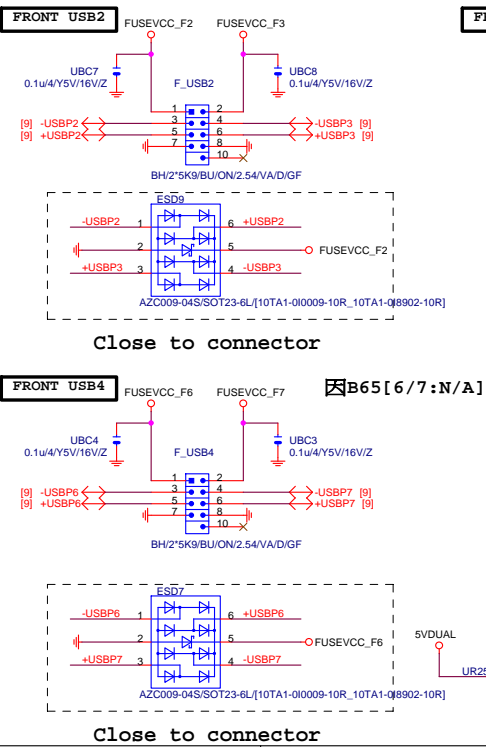 FRONT USB2
FUSEVCC_F2 FUSEVCC_F3
UBC7
0.1u/4/Y5V/16V/Z
F_USB2
UBC8
0.1u/4/Y5V/16V/Z
1 2
[9] -USBP2 3 4 -USBP3 [9]
[9] +USBP2 5 6 +USBP3 [9]
7 8
10
BH/2*5K9/BU/ON/2.54/VA/D/GF
ESD9
-USBP2 1 6 +USBP2
2 5 FUSEVCC_F2
+USBP3 3 4 -USBP3
AZC009-04S/SOT23-6L/[10TA1-0I0009-10R_10TA1-0I8902-10R]
Close to connector
FRONT USB4
FUSEVCC_F6 FUSEVCC_F7
因B65[6/7:N/A]
UBC4
0.1u/4/Y5V/16V/Z
F_USB4
UBC3
0.1u/4/Y5V/16V/Z
1 2
[9] -USBP6 3 4 -USBP7 [9]
[9] +USBP6 5 6 +USBP7 [9]
7 8
10
BH/2*5K9/BU/ON/2.54/VA/D/GF
ESD7
-USBP6 1 6 +USBP6
2 5 FUSEVCC_F6
+USBP7 3 4 -USBP7
AZC009-04S/SOT23-6L/[10TA1-0I0009-10R_10TA1-0I8902-10R]
5VDUAL
UR25
Close to connector